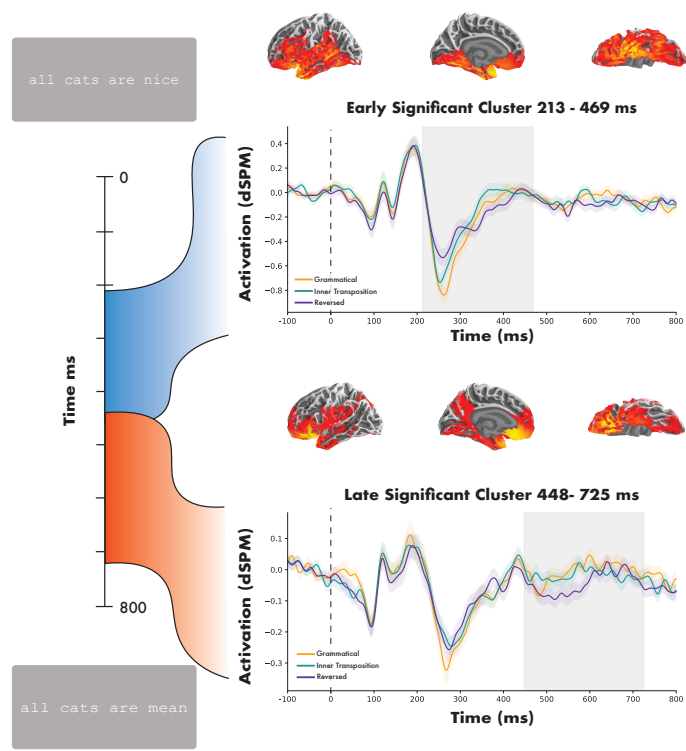 all cats are nice
Early Significant Cluster 213 - 469 ms
0
Time ms
800
Activation (dSPM)
0.4
0.2
0.0
−0.2
−0.4
−0.6
−0.8
Grammatical
Inner Transposition
Reversed
-100 0 100 200 300 400 500 600 700 800
Time (ms)
Late Significant Cluster 448- 725 ms
Activation (dSPM)
0.1
0.0
−0.1
−0.2
−0.3
Grammatical
Inner Transposition
Reversed
-100 0 100 200 300 400 500 600 700 800
Time (ms)
all cats are mean